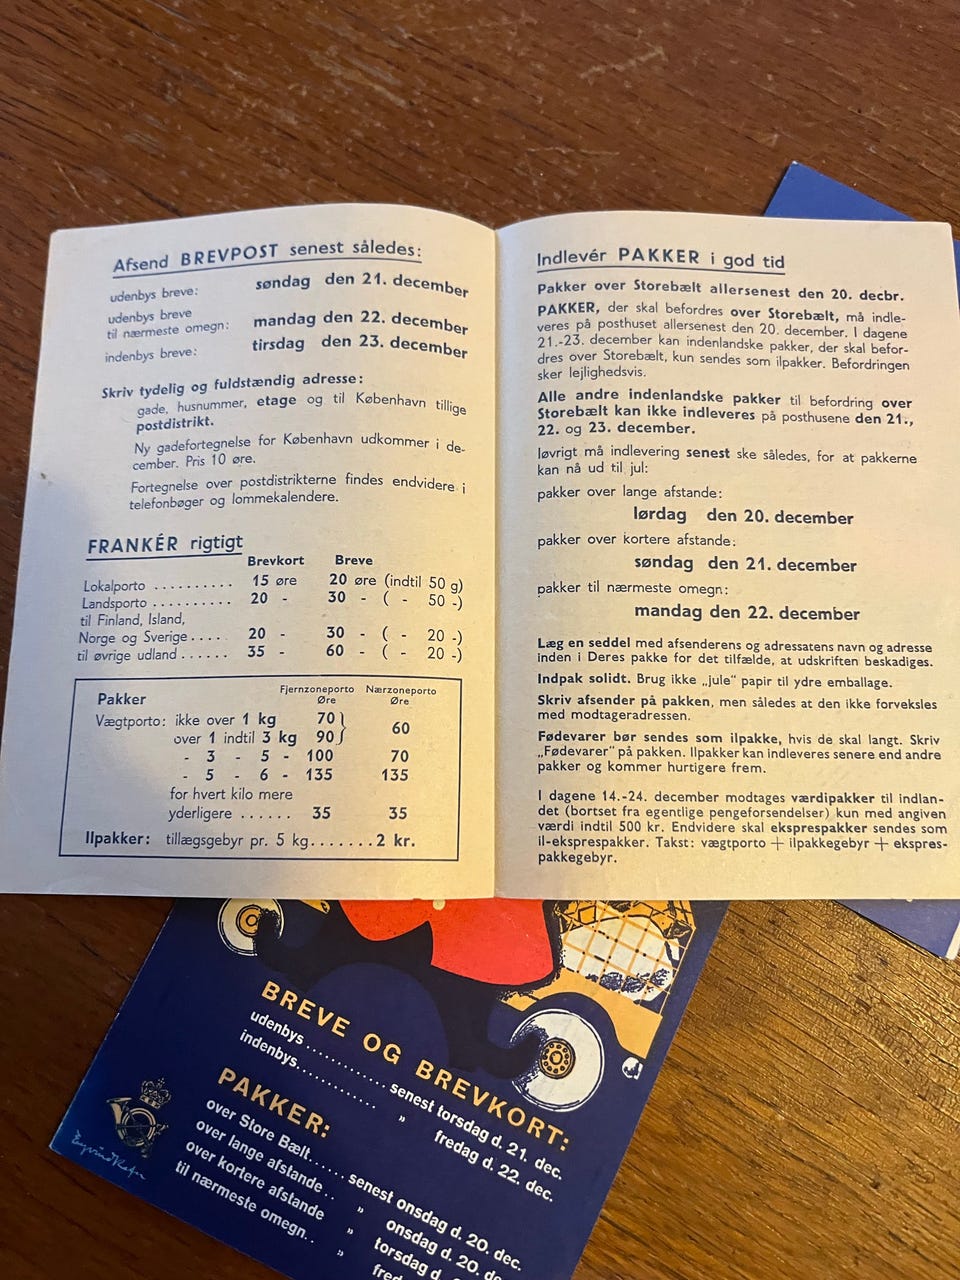 Afsend BREVPOST senest således:
udenbys breve: søndag den 21. december
udenbys breve
til nærmeste omegn: mandag den 22. december
indenbys breve: tirsdag den 23. december
Skriv tydelig og fuldstændig adresse:
gade, husnummer, etage og til København tillige
postdistrikt.
Ny gadefortegnelse for København udkommer i de-
cember. Pris 10 øre.
Fortegnelse over postdistrikterne findes endvidere i
telefonbøger og lommekalendere.
FRANKÉR rigtigt
Brevkort Breve
Lokalporto .......... 15 øre 20 øre (indtil 50 g)
Landsporto .......... 20 - 30 - ( - 50 -)
til Finland, Island,
Norge og Sverige .... 20 - 30 - ( - 20 -)
til øvrige udland ...... 35 - 60 - ( - 20 -)
Pakker Fjernzoneporto Øre Nærzoneporto Øre
Vægtporto: ikke over 1 kg 70 } 60
over 1 indtil 3 kg 90 }
- 3 - 5 - 100 70
- 5 - 6 - 135 135
for hvert kilo mere
yderligere ...... 35 35
Ilpakker: tillægsgebyr pr. 5 kg.......2 kr.
Indlevér PAKKER i god tid
Pakker over Storebælt allersenest den 20. decbr.
PAKKER, der skal befordres over Storebælt, må indle-
veres på posthuset allersenest den 20. december. I dagene
21.-23. december kan indenlandske pakker, der skal befor-
dres over Storebælt, kun sendes som ilpakker. Befordringen
sker lejlighedsvis.
Alle andre indenlandske pakker til befordring over
Storebælt kan ikke indleveres på posthusene den 21.,
22. og 23. december.
Iøvrigt må indlevering senest ske således, for at pakkerne
kan nå ud til jul:
pakker over lange afstande:
lørdag den 20. december
pakker over kortere afstande:
søndag den 21. december
pakker til nærmeste omegn:
mandag den 22. december
Læg en seddel med afsenderens og adressatens navn og adresse
inden i Deres pakke for det tilfælde, at udskriften beskadiges.
Indpak solidt. Brug ikke „jule“ papir til ydre emballage.
Skriv afsender på pakken, men således at den ikke forveksles
med modtageradressen.
Fødevarer bør sendes som ilpakke, hvis de skal langt. Skriv
„Fødevarer“ på pakken. Ilpakker kan indleveres senere end andre
pakker og kommer hurtigere frem.
I dagene 14.-24. december modtages værdipakker til indlan-
det (bortset fra egentlige pengeforsendelser) kun med angiven
værdi indtil 500 kr. Endvidere skal eksprespakker sendes som
il-eksprespakker. Takst: vægtporto + ilpakkegebyr + ekspres-
pakkegebyr.
BREVE OG BREVKORT:
udenbys ............ senest torsdag d. 21. dec.
indenbys............ „ fredag d. 22. dec.
PAKKER:
over Store Bælt...... senest onsdag d. 20. dec.
over lange afstande.. „ onsdag d. 20. de
over kortere afstande „ torsdag d.
til nærmeste omegn.. „ fred